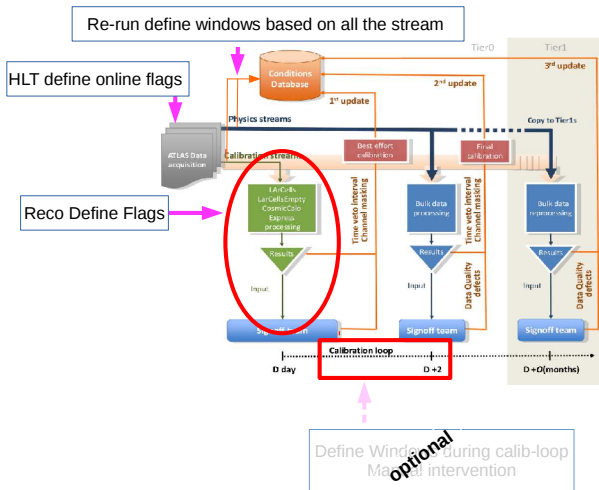 Re-run define windows based on all the stream
Tier0
Tier1
HLT define online flags
Conditions
Database
3rd update
2nd update
1st update
Physics streams
Copy to Tier1s
ATLAS Data
acquisition
Best effort
calibration
Final
calibration
Calibration streams
Reco Define Flags
LArCells
LarCellsEmpty
CosmicCalo
Express
processing
Time veto interval
Channel masking
Bulk data
processing
Time veto interval
Channel masking
Bulk data
reprocessing
Results
Results
Results
Input
Input
Data Quality
defects
Input
Data Quality
defects
Signoff team
Signoff team
Signoff team
Calibration loop
D day
D +2
D +O(months)
Define Windows during calib-loop
Manual intervention
optional